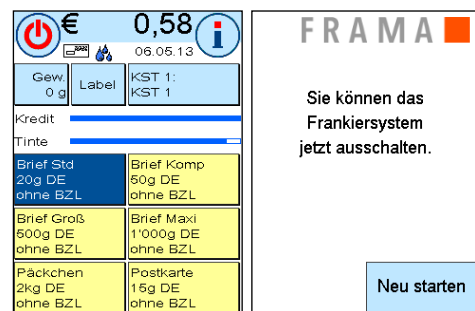 € 0,58
06.05.13
Gew.
0 g
Label
KST 1:
KST 1
Kredit
Tinte
Brief Std
20g DE
ohne BZL
Brief Komp
50g DE
ohne BZL
Brief Groß
500g DE
ohne BZL
Brief Maxi
1'000g DE
ohne BZL
Päckchen
2Kg DE
ohne BZL
Postkarte
15g DE
ohne BZL
FRAMA
Sie können das
Frankiersystem
jetzt ausschalten.
Neu starten